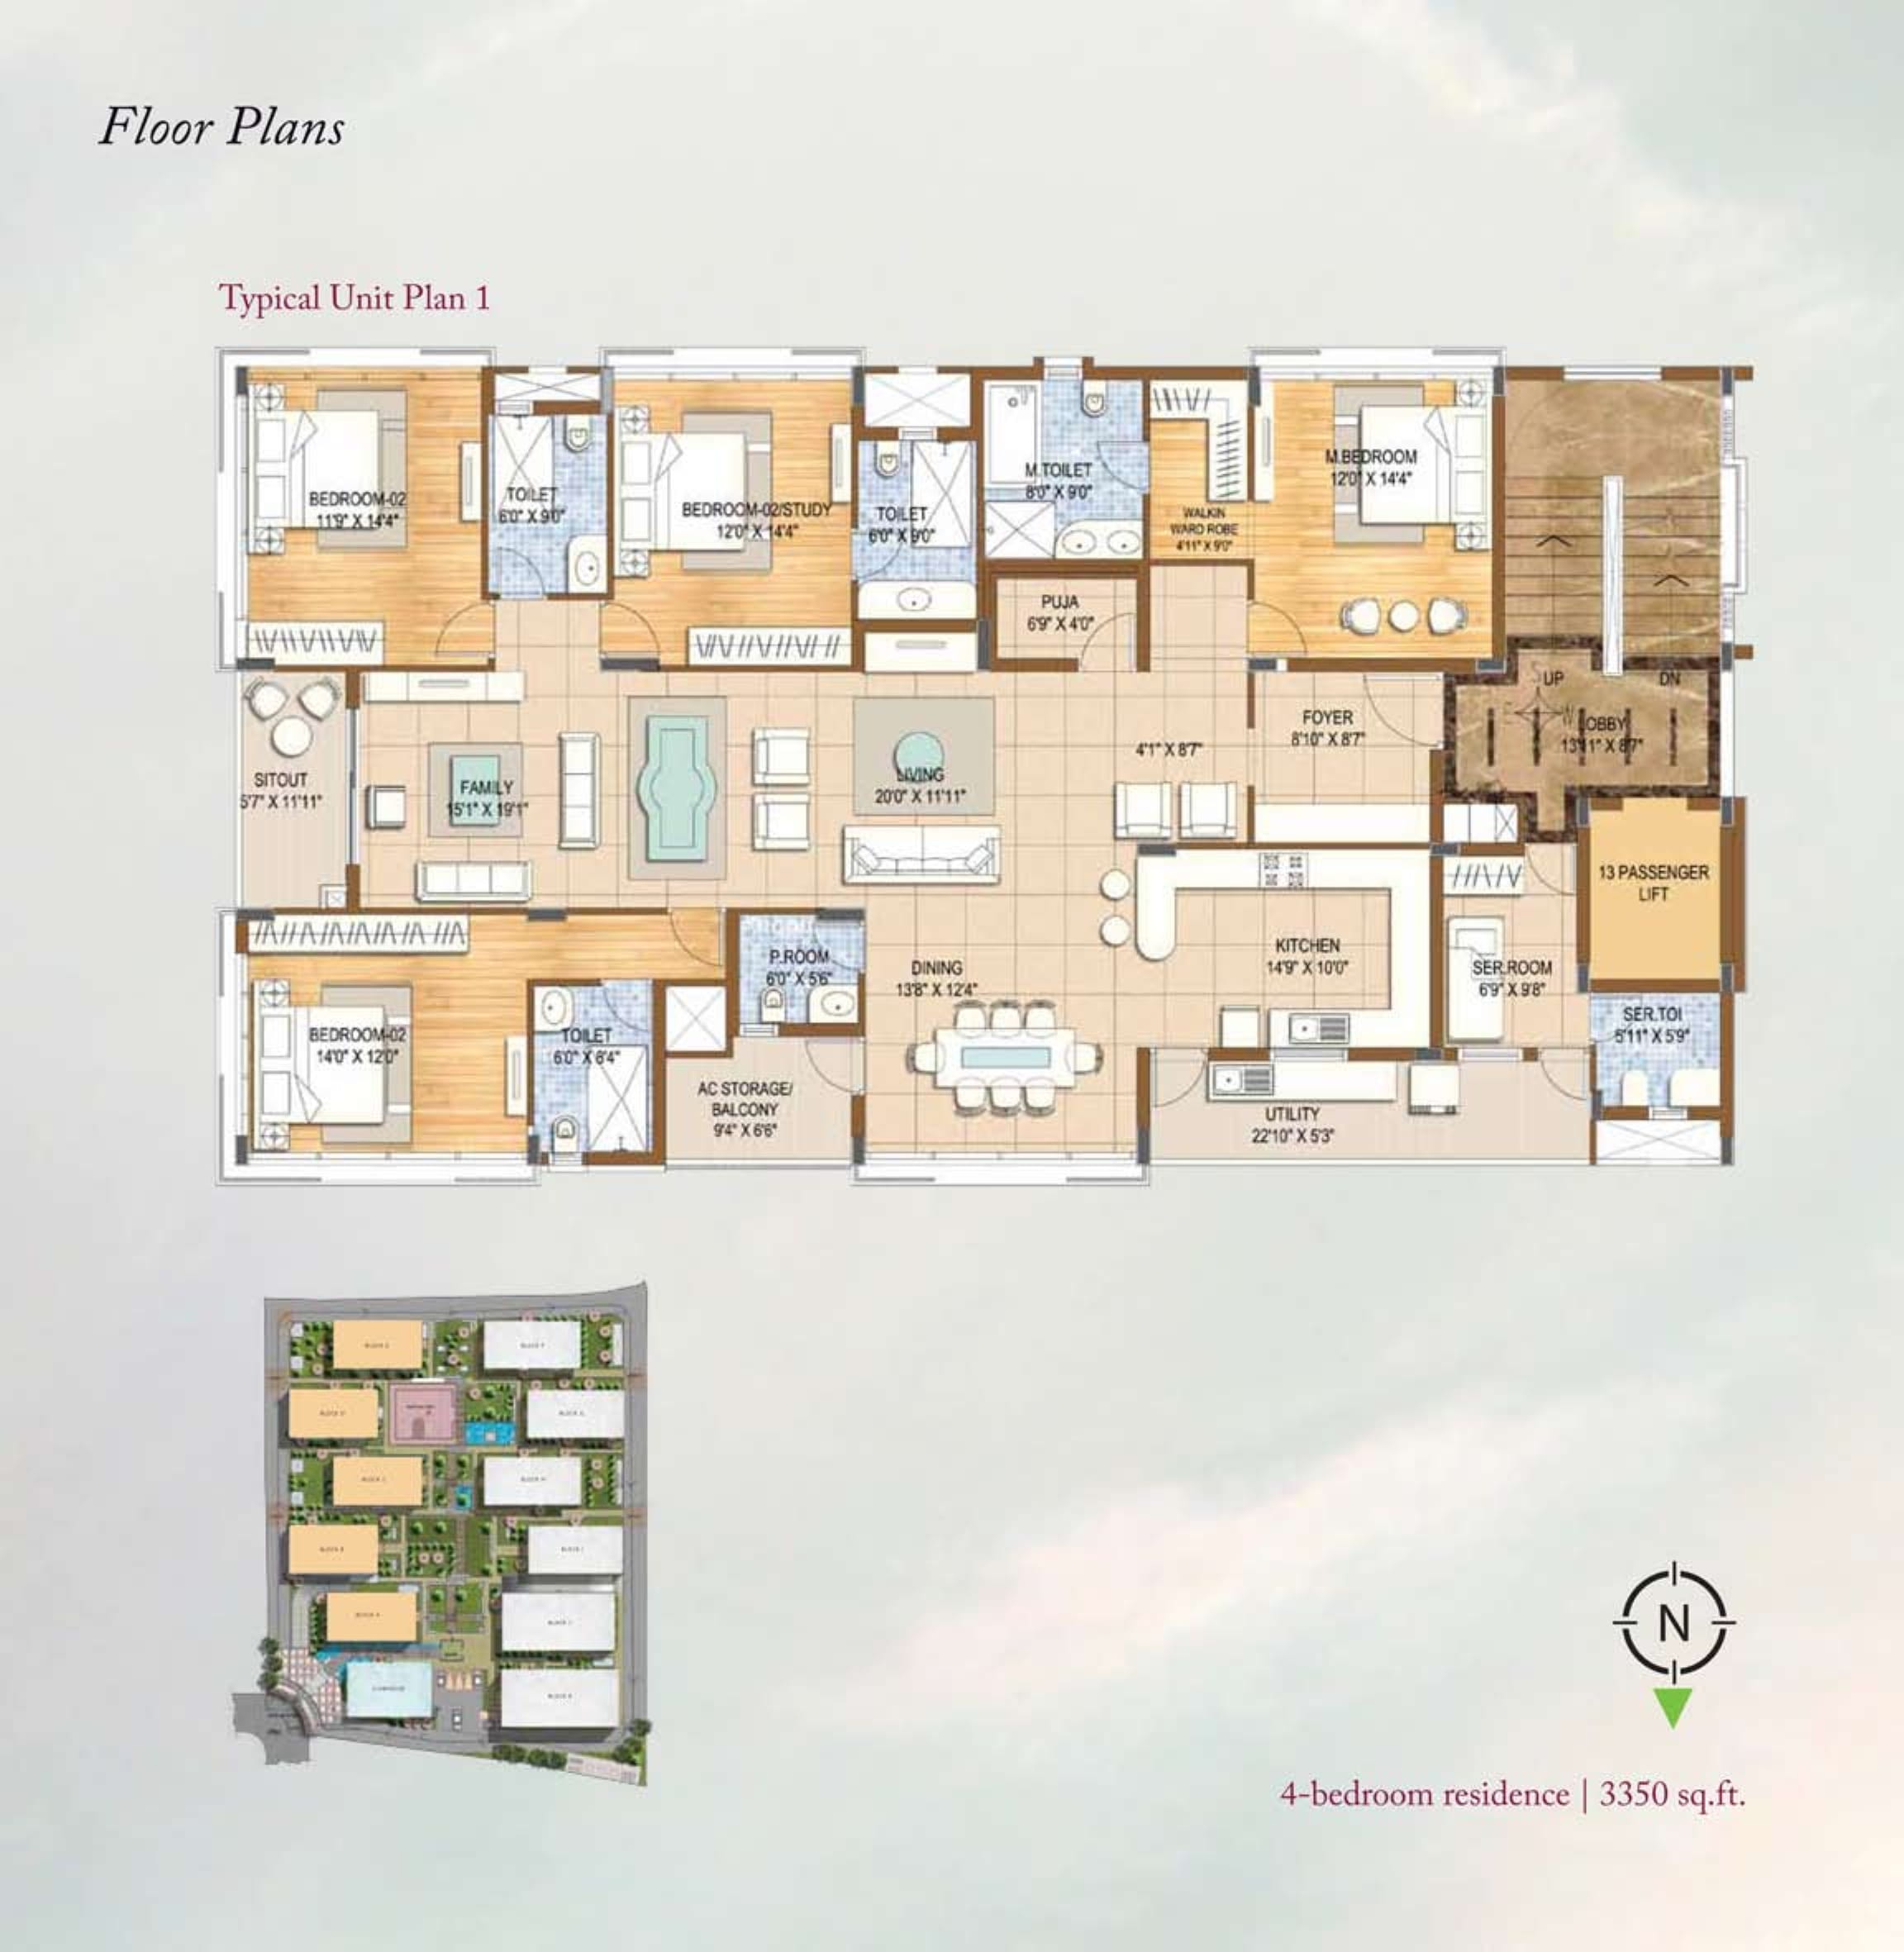 Floor Plans
Typical Unit Plan 1
BEDROOM-02
11'9" X 14'4"
TOILET
6'0" X 9'0"
BEDROOM-02/STUDY
12'0" X 14'4"
TOILET
6'0" X 9'0"
M.TOILET
8'0" X 9'0"
WALKIN
WARD ROBE
4'11" X 9'0"
M.BEDROOM
12'0" X 14'4"
PUJA
6'9" X 4'0"
UP
DN
SITOUT
5'7" X 11'11"
FAMILY
15'1" X 19'1"
LIVING
20'0" X 11'11"
4'1" X 8'7"
FOYER
8'10" X 8'7"
LOBBY
13'11" X 8'7"
13 PASSENGER
LIFT
BEDROOM-02
14'0" X 12'0"
TOILET
6'0" X 8'4"
P.ROOM
6'0" X 5'6"
AC STORAGE/
BALCONY
9'4" X 6'6"
DINING
13'8" X 12'4"
KITCHEN
14'9" X 10'0"
SER.ROOM
6'9" X 9'8"
SER.TOI
5'11" X 5'9"
UTILITY
22'10" X 5'3"
N
4-bedroom residence | 3350 sq.ft.